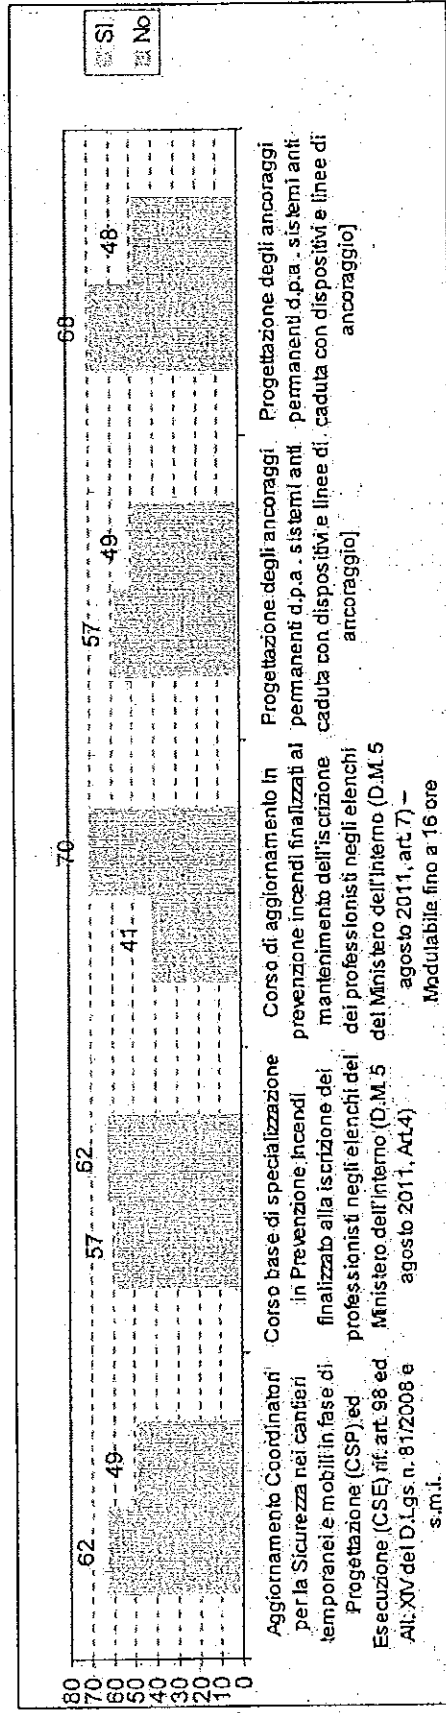 80
70
60
50
40
30
20
10
0
62
49
57
62
41
70
57
49
68
48
Sì
No
Aggiornamento Coordinatori
per la Sicurezza nei cantieri
temporanei e mobili in fase di
Progettazione (CSP) ed
Esecuzione (CSE) rif. art. 98 ed
All. XIV del D.Lgs. n. 81/2008 e
s.m.i.
Corso base di specializzazione
in Prevenzione Incendi
finalizzato alla iscrizione dei
professionisti negli elenchi del
Ministero dell'Interno (D.M. 5
agosto 2011, Art.4)
Corso di aggiornamento in
prevenzione incendi finalizzati al
mantenimento dell'iscrizione
dei professionisti negli elenchi
del Ministero dell'Interno (D.M. 5
agosto 2011, art.7) –
Modulabile fino a 16 ore
Progettazione degli ancoraggi
permanenti d.p.a. sistemi anti
caduta con dispositivi e linee di
ancoraggio]
Progettazione degli ancoraggi
permanenti d.p.a. sistemi anti
caduta con dispositivi e linee di
ancoraggio]